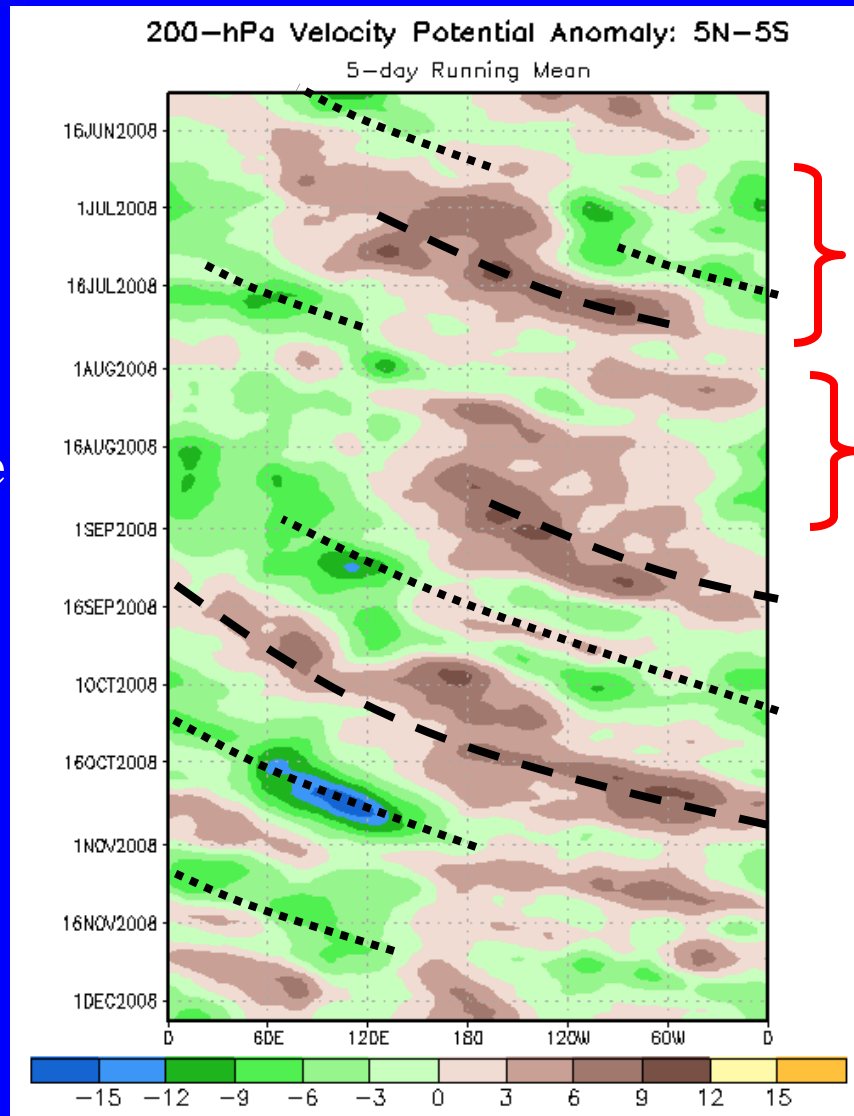 200-hPa Velocity Potential Anomaly: 5N-5S
5-day Running Mean
16JUN2008
1JUL2008
16JUL2008
1AUG2008
16AUG2008
e
1SEP2008
16SEP2008
1OCT2008
16OCT2008
1NOV2008
16NOV2008
1DEC2008
0 60E 120E 180 120W 60W 0
-15 -12 -9 -6 -3 0 3 6 9 12 15